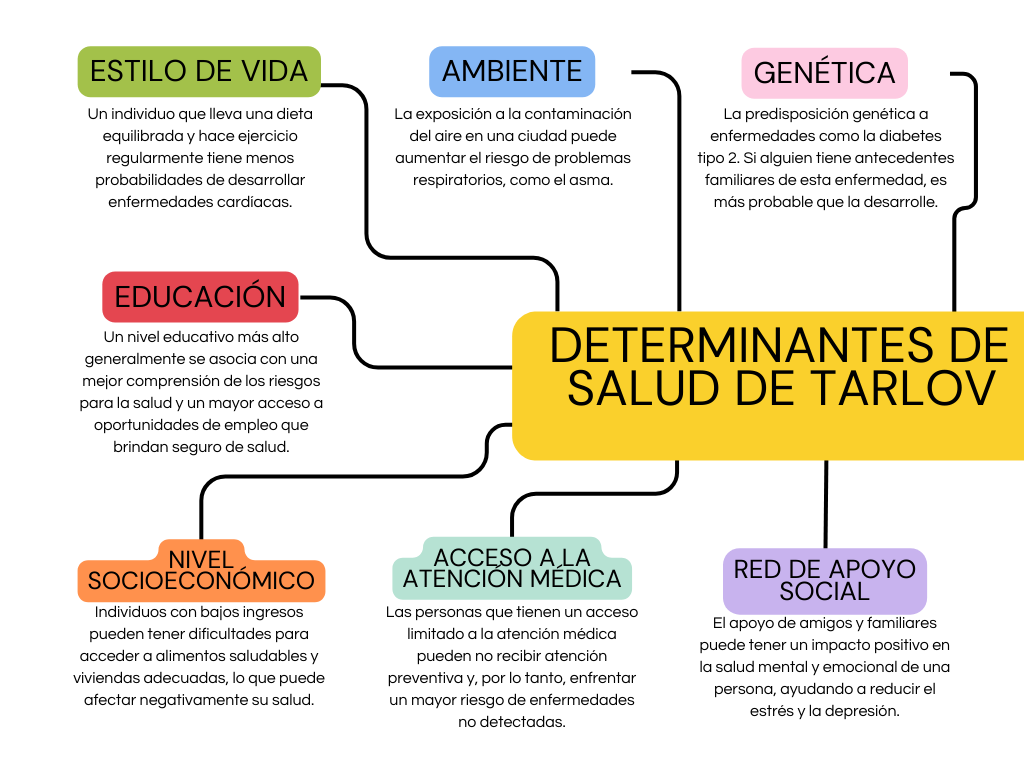 ESTILO DE VIDA
Un individuo que lleva una dieta
equilibrada y hace ejercicio
regularmente tiene menos
probabilidades de desarrollar
enfermedades cardíacas.
AMBIENTE
La exposición a la contaminación
del aire en una ciudad puede
aumentar el riesgo de problemas
respiratorios, como el asma.
GENÉTICA
La predisposición genética a
enfermedades como la diabetes
tipo 2. Si alguien tiene antecedentes
familiares de esta enfermedad, es
más probable que la desarrolle.
EDUCACIÓN
Un nivel educativo más alto
generalmente se asocia con una
mejor comprensión de los riesgos
para la salud y un mayor acceso a
oportunidades de empleo que
brindan seguro de salud.
DETERMINANTES DE
SALUD DE TARLOV
NIVEL
SOCIOECONÓMICO
Individuos con bajos ingresos
pueden tener dificultades para
acceder a alimentos saludables y
viviendas adecuadas, lo que puede
afectar negativamente su salud.
ACCESO A LA
ATENCIÓN MÉDICA
Las personas que tienen un acceso
limitado a la atención médica
pueden no recibir atención
preventiva y, por lo tanto, enfrentar
un mayor riesgo de enfermedades
no detectadas.
RED DE APOYO
SOCIAL
El apoyo de amigos y familiares
puede tener un impacto positivo en
la salud mental y emocional de una
persona, ayudando a reducir el
estrés y la depresión.